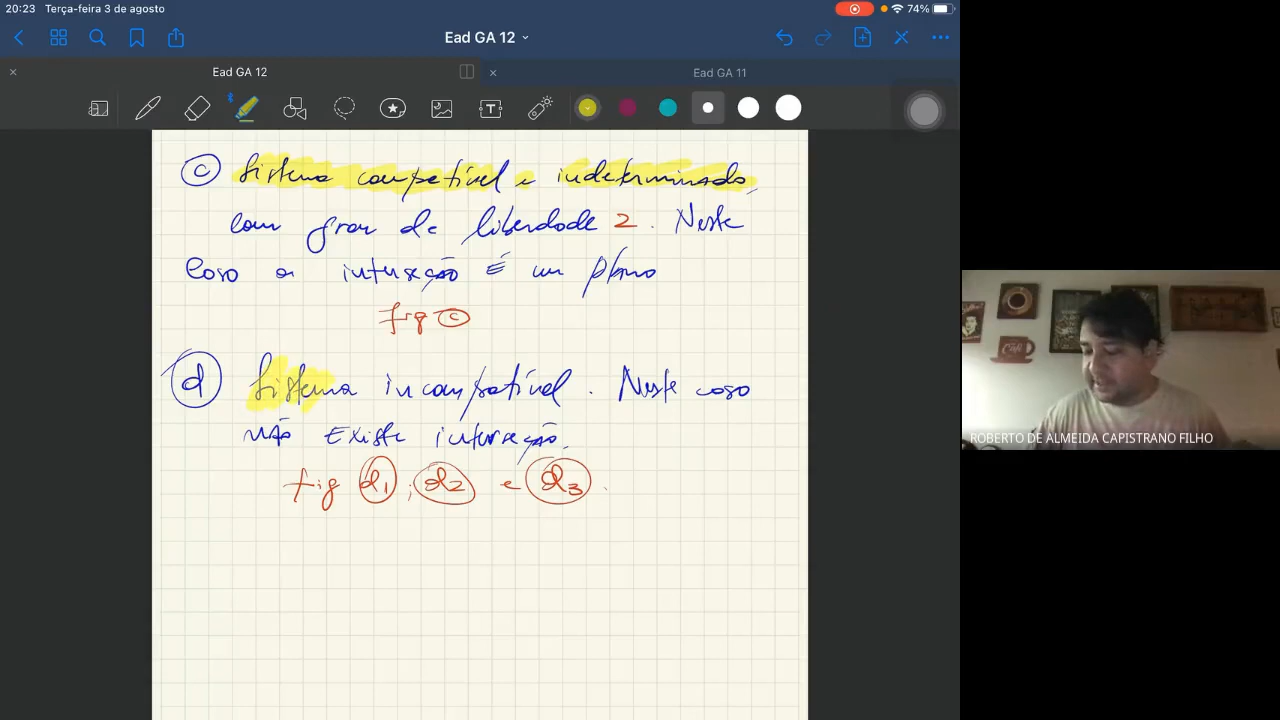 20:23 Terça-feira 3 de agosto
74%
Ead GA 12
Ead GA 12
Ead GA 11
c Sistema compatível e indeterminado,
com grau de liberdade 2. Neste
Caso a interseção É um plano
fig c
d Sistema incompatível. Neste caso
não Existe interseção.
fig d1; d2 e d3.
ROBERTO DE ALMEIDA CAPISTRANO FILHO